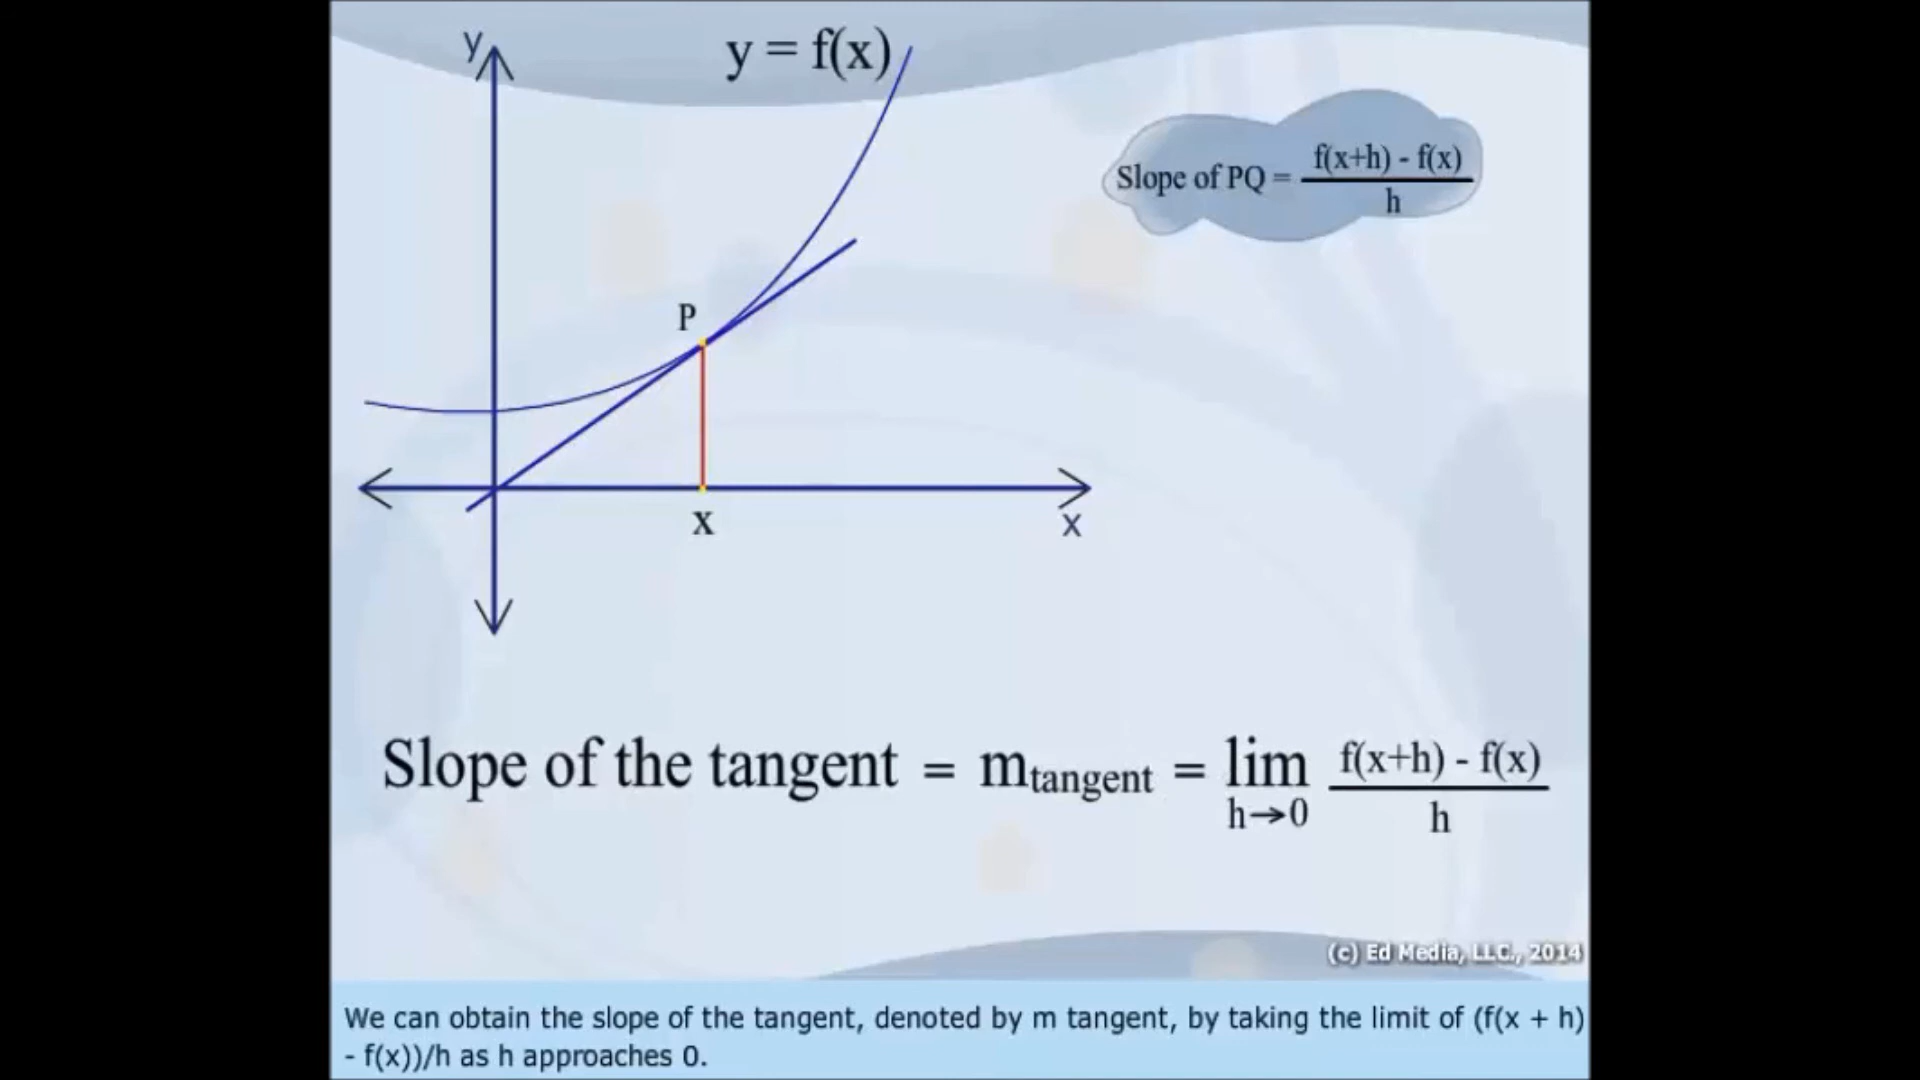 y
y = f(x)
Slope of PQ = f(x+h) - f(x)
h
P
x
x
Slope of the tangent = mtangent = lim f(x+h) - f(x)
h→0 h
(c) Ed Media, LLC., 2014
We can obtain the slope of the tangent, denoted by m tangent, by taking the limit of (f(x + h)
- f(x))/h as h approaches 0.